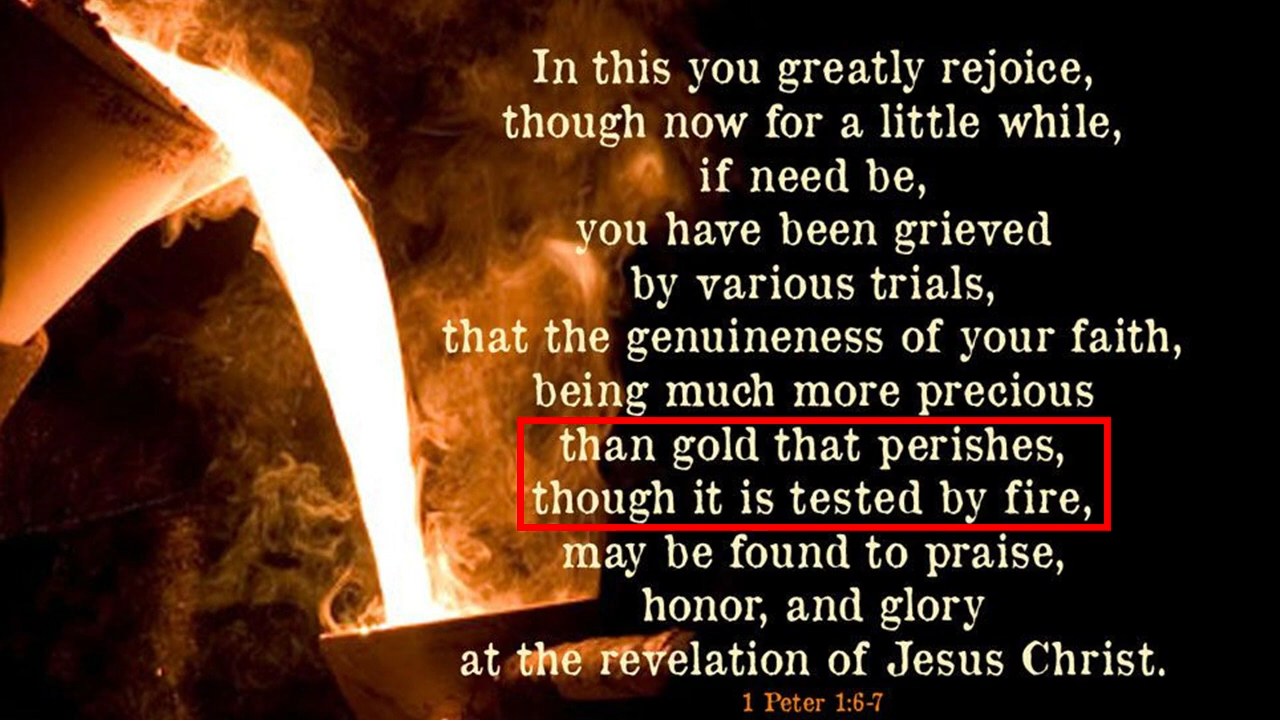 In this you greatly rejoice,
though now for a little while,
if need be,
you have been grieved
by various trials,
that the genuineness of your faith,
being much more precious
than gold that perishes,
though it is tested by fire,
may be found to praise,
honor, and glory
at the revelation of Jesus Christ.
1 Peter 1:6-7